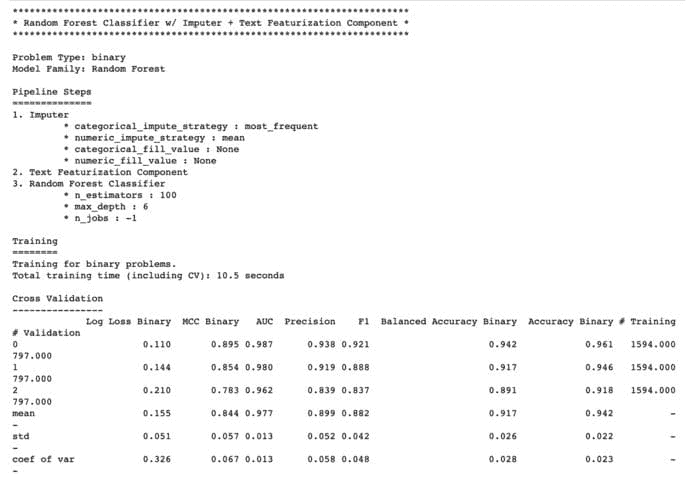 ***********************************************************************
* Random Forest Classifier w/ Imputer + Text Featurization Component *
***********************************************************************
Problem Type: binary
Model Family: Random Forest
Pipeline Steps
==============
1. Imputer
* categorical_impute_strategy : most_frequent
* numeric_impute_strategy : mean
* categorical_fill_value : None
* numeric_fill_value : None
2. Text Featurization Component
3. Random Forest Classifier
* n_estimators : 100
* max_depth : 6
* n_jobs : -1
Training
========
Training for binary problems.
Total training time (including CV): 10.5 seconds
Cross Validation
----------------
Log Loss Binary MCC Binary AUC Precision F1 Balanced Accuracy Binary Accuracy Binary # Training
# Validation
0 0.110 0.895 0.987 0.938 0.921 0.942 0.961 1594.000
797.000
1 0.144 0.854 0.980 0.919 0.888 0.917 0.946 1594.000
797.000
2 0.210 0.783 0.962 0.839 0.837 0.891 0.918 1594.000
797.000
mean 0.155 0.844 0.977 0.899 0.882 0.917 0.942 -
-
std 0.051 0.057 0.013 0.052 0.042 0.026 0.022 -
-
coef of var 0.326 0.067 0.013 0.058 0.048 0.028 0.023 -
-